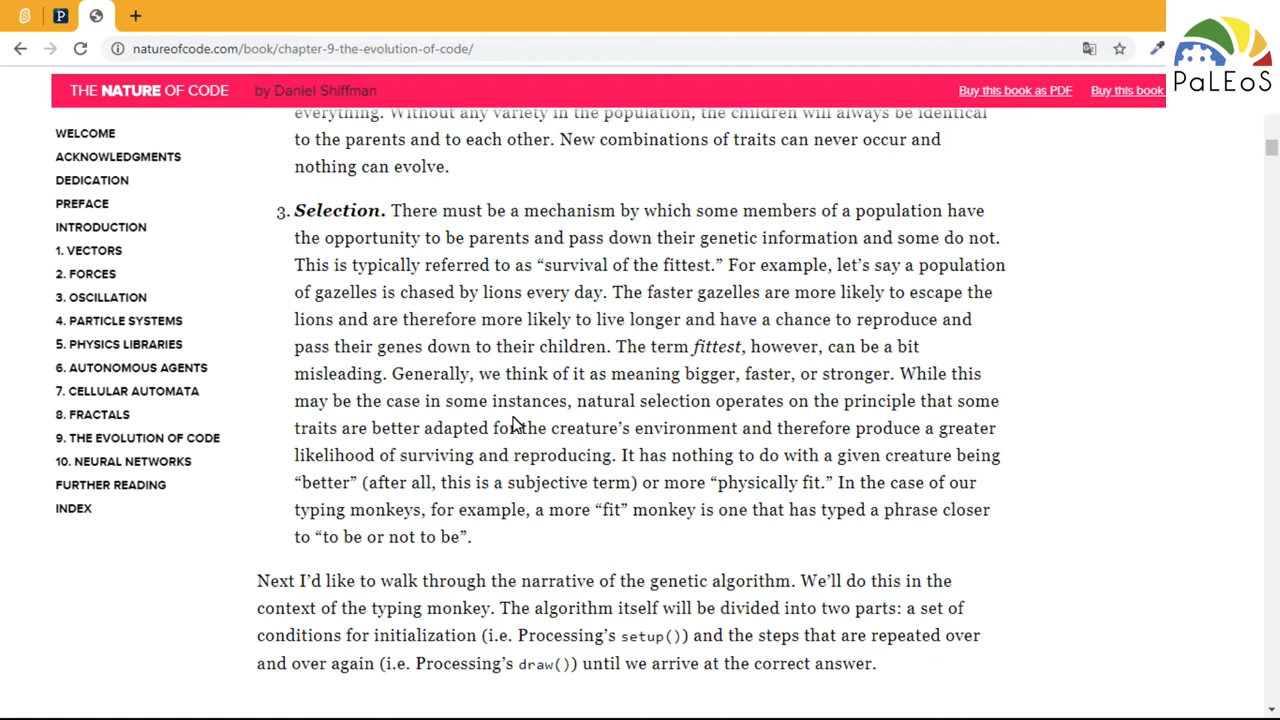 natureofcode.com/book/chapter-9-the-evolution-of-code/
PaLEoS
THE NATURE OF CODE by Daniel Shiffman
Buy this book as PDF
Buy this book
WELCOME
ACKNOWLEDGMENTS
DEDICATION
PREFACE
INTRODUCTION
1. VECTORS
2. FORCES
3. OSCILLATION
4. PARTICLE SYSTEMS
5. PHYSICS LIBRARIES
6. AUTONOMOUS AGENTS
7. CELLULAR AUTOMATA
8. FRACTALS
9. THE EVOLUTION OF CODE
10. NEURAL NETWORKS
FURTHER READING
INDEX
everything. Without any variety in the population, the children will always be identical
to the parents and to each other. New combinations of traits can never occur and
nothing can evolve.
3. Selection. There must be a mechanism by which some members of a population have
the opportunity to be parents and pass down their genetic information and some do not.
This is typically referred to as “survival of the fittest.” For example, let’s say a population
of gazelles is chased by lions every day. The faster gazelles are more likely to escape the
lions and are therefore more likely to live longer and have a chance to reproduce and
pass their genes down to their children. The term fittest, however, can be a bit
misleading. Generally, we think of it as meaning bigger, faster, or stronger. While this
may be the case in some instances, natural selection operates on the principle that some
traits are better adapted for the creature’s environment and therefore produce a greater
likelihood of surviving and reproducing. It has nothing to do with a given creature being
“better” (after all, this is a subjective term) or more “physically fit.” In the case of our
typing monkeys, for example, a more “fit” monkey is one that has typed a phrase closer
to “to be or not to be”.
Next I’d like to walk through the narrative of the genetic algorithm. We’ll do this in the
context of the typing monkey. The algorithm itself will be divided into two parts: a set of
conditions for initialization (i.e. Processing’s setup()) and the steps that are repeated over
and over again (i.e. Processing’s draw()) until we arrive at the correct answer.